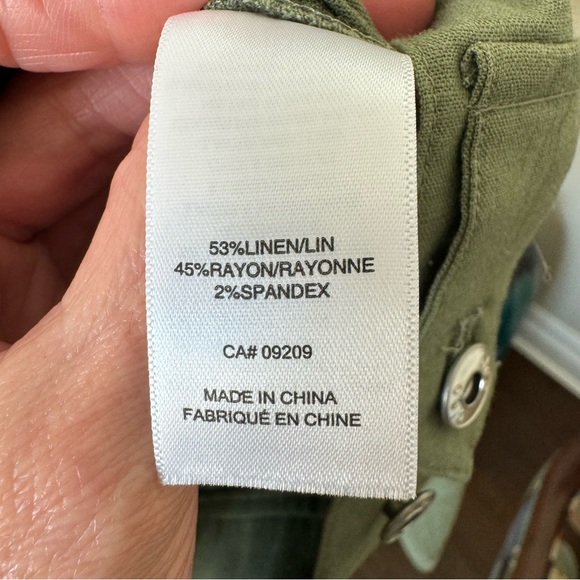 53%LINEN/LIN
45%RAYON/RAYONNE
2%SPANDEX
CA# 09209
MADE IN CHINA
FABRIQUÉ EN CHINE